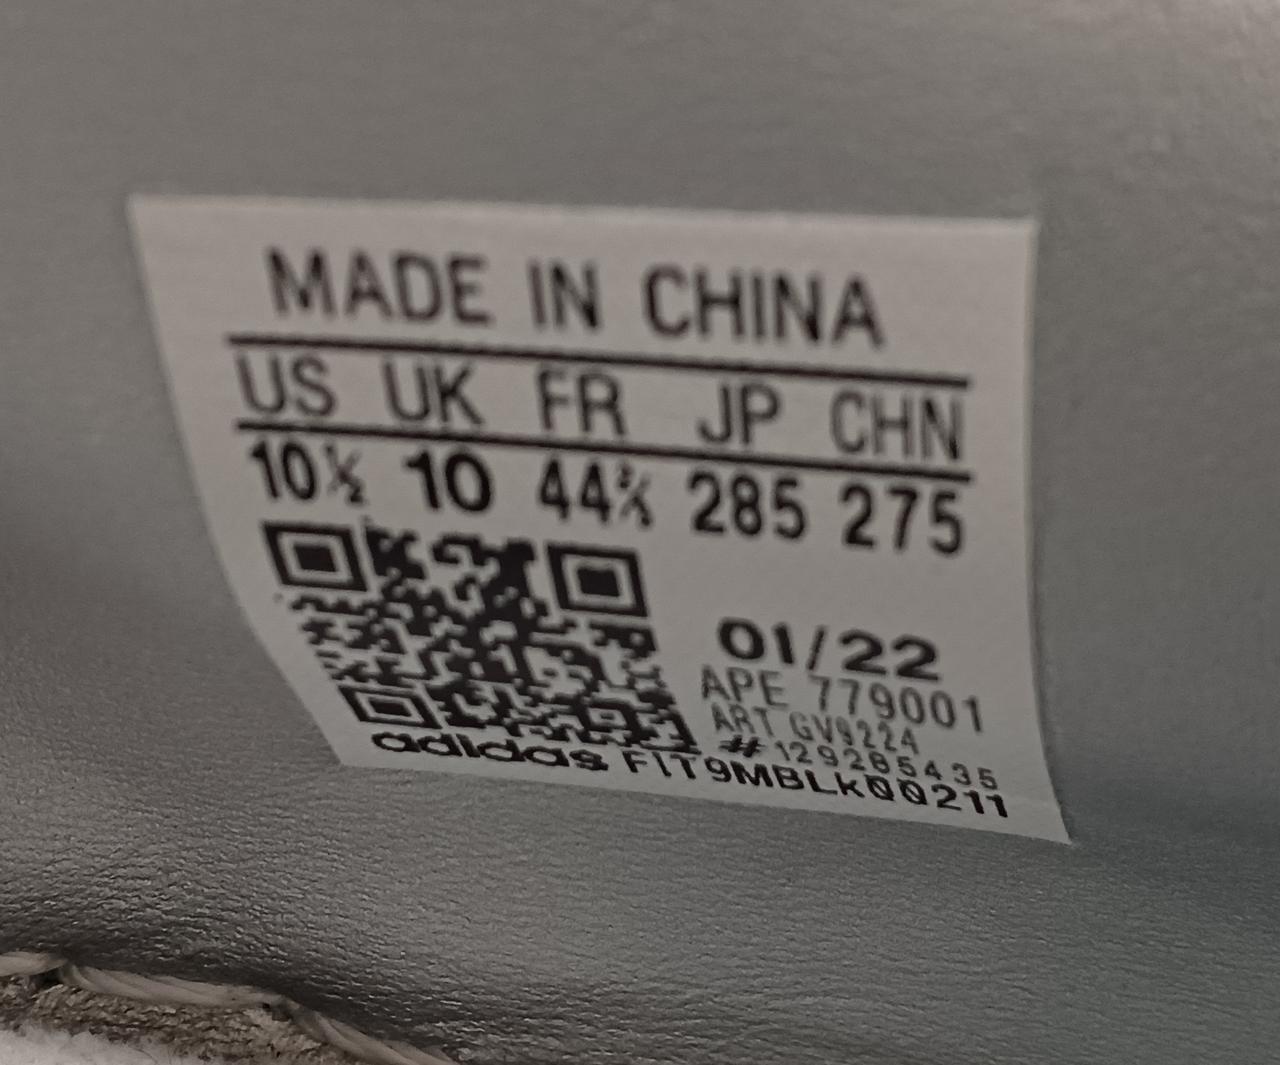 MADE IN CHINA
US UK FR JP CHN
10½ 10 44⅔ 285 275
01/22
APE 779001
ART GV9224
# 129285435
adidas FIT9MBLK00211